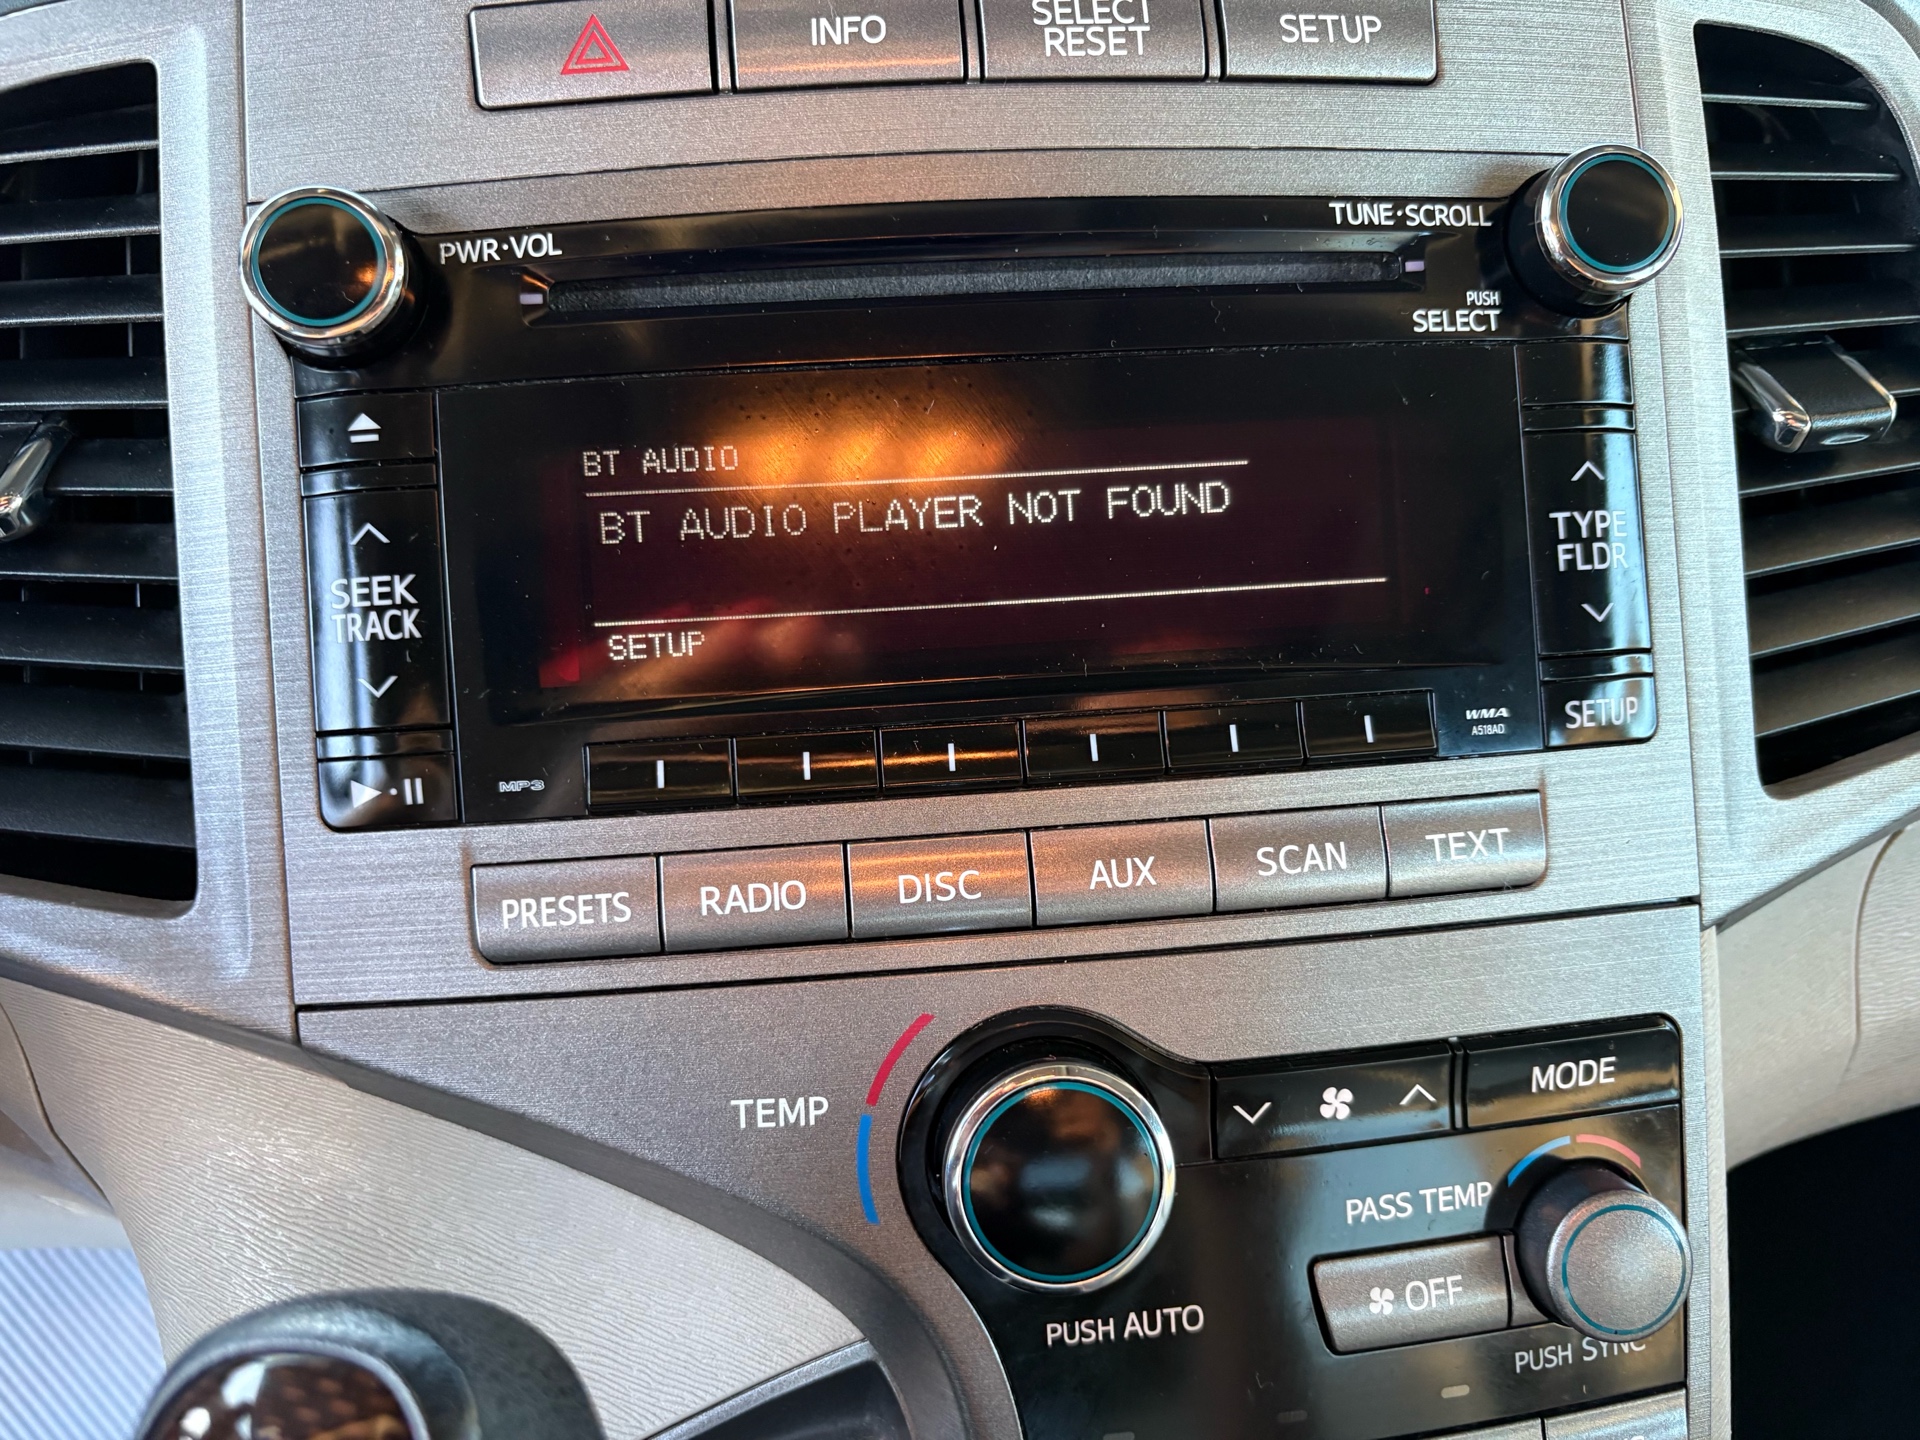 INFO
SELECT
RESET
SETUP
PWR·VOL
TUNE·SCROLL
PUSH
SELECT
BT AUDIO
BT AUDIO PLAYER NOT FOUND
SETUP
SEEK
TRACK
TYPE
FLDR
SETUP
MP3
WMA
A518AD
PRESETS
RADIO
DISC
AUX
SCAN
TEXT
TEMP
MODE
PASS TEMP
OFF
PUSH AUTO
PUSH SYNC